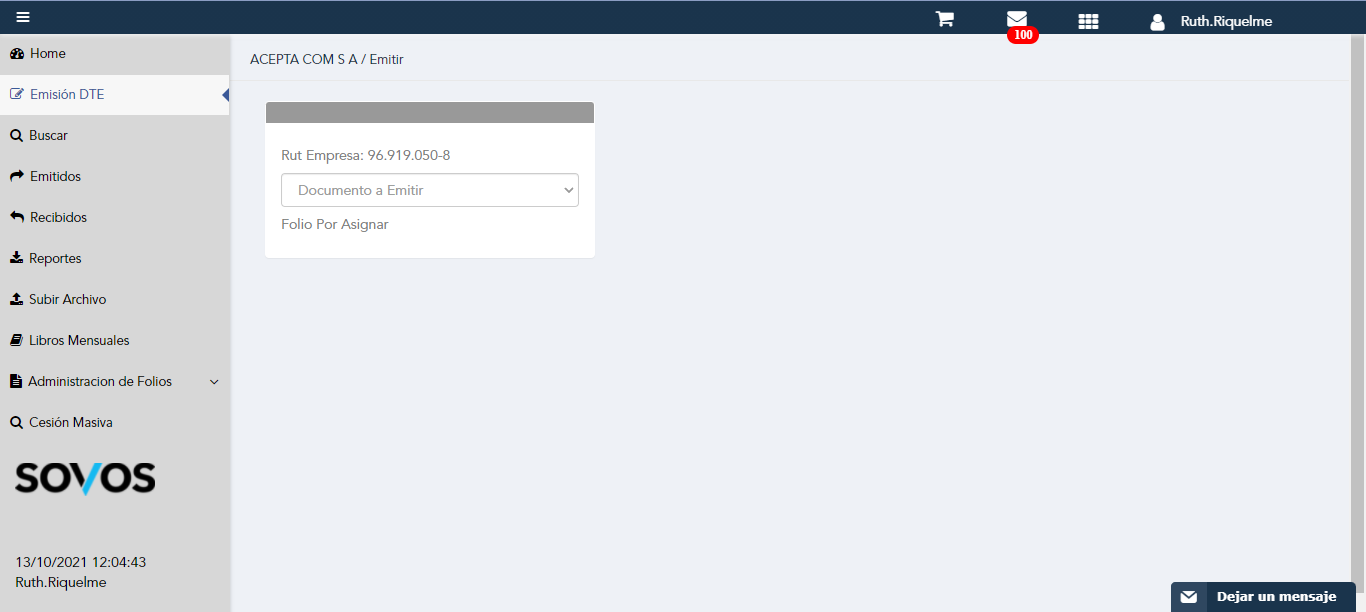 100
Ruth.Riquelme
Home
Emisión DTE
Buscar
Emitidos
Recibidos
Reportes
Subir Archivo
Libros Mensuales
Administracion de Folios
Cesión Masiva
SOVOS
13/10/2021 12:04:43
Ruth.Riquelme
ACEPTA COM S A / Emitir
Rut Empresa: 96.919.050-8
Documento a Emitir
Folio Por Asignar
Dejar un mensaje